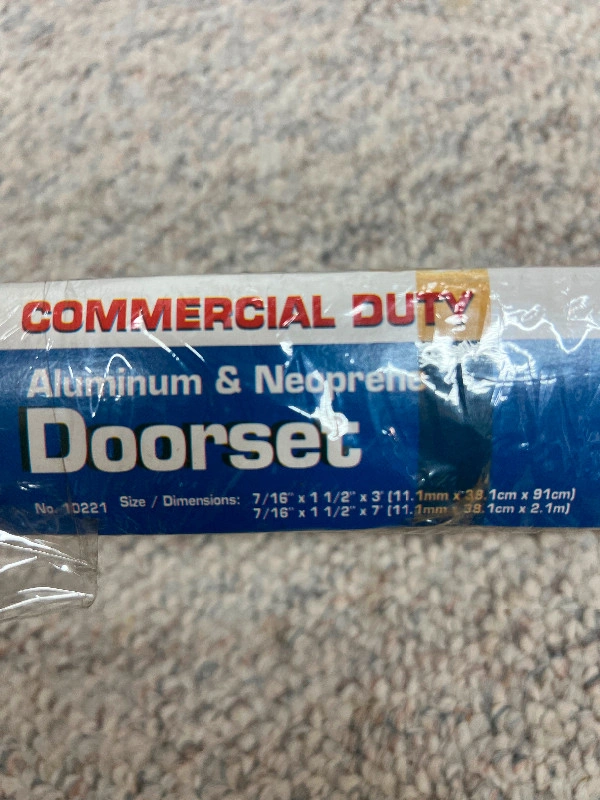 COMMERCIAL DUTY
Aluminum & Neoprene
Doorset
No. 10221 Size / Dimensions: 7/16" x 1 1/2" x 3' (11.1mm x 38.1cm x 91cm)
7/16" x 1 1/2" x 7' (11.1mm x 38.1cm x 2.1m)